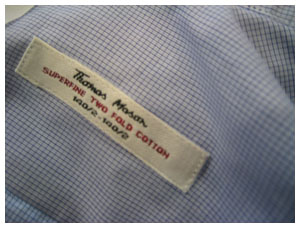 Thomas Mason
SUPERFINE TWO FOLD COTTON
140/2-140/2